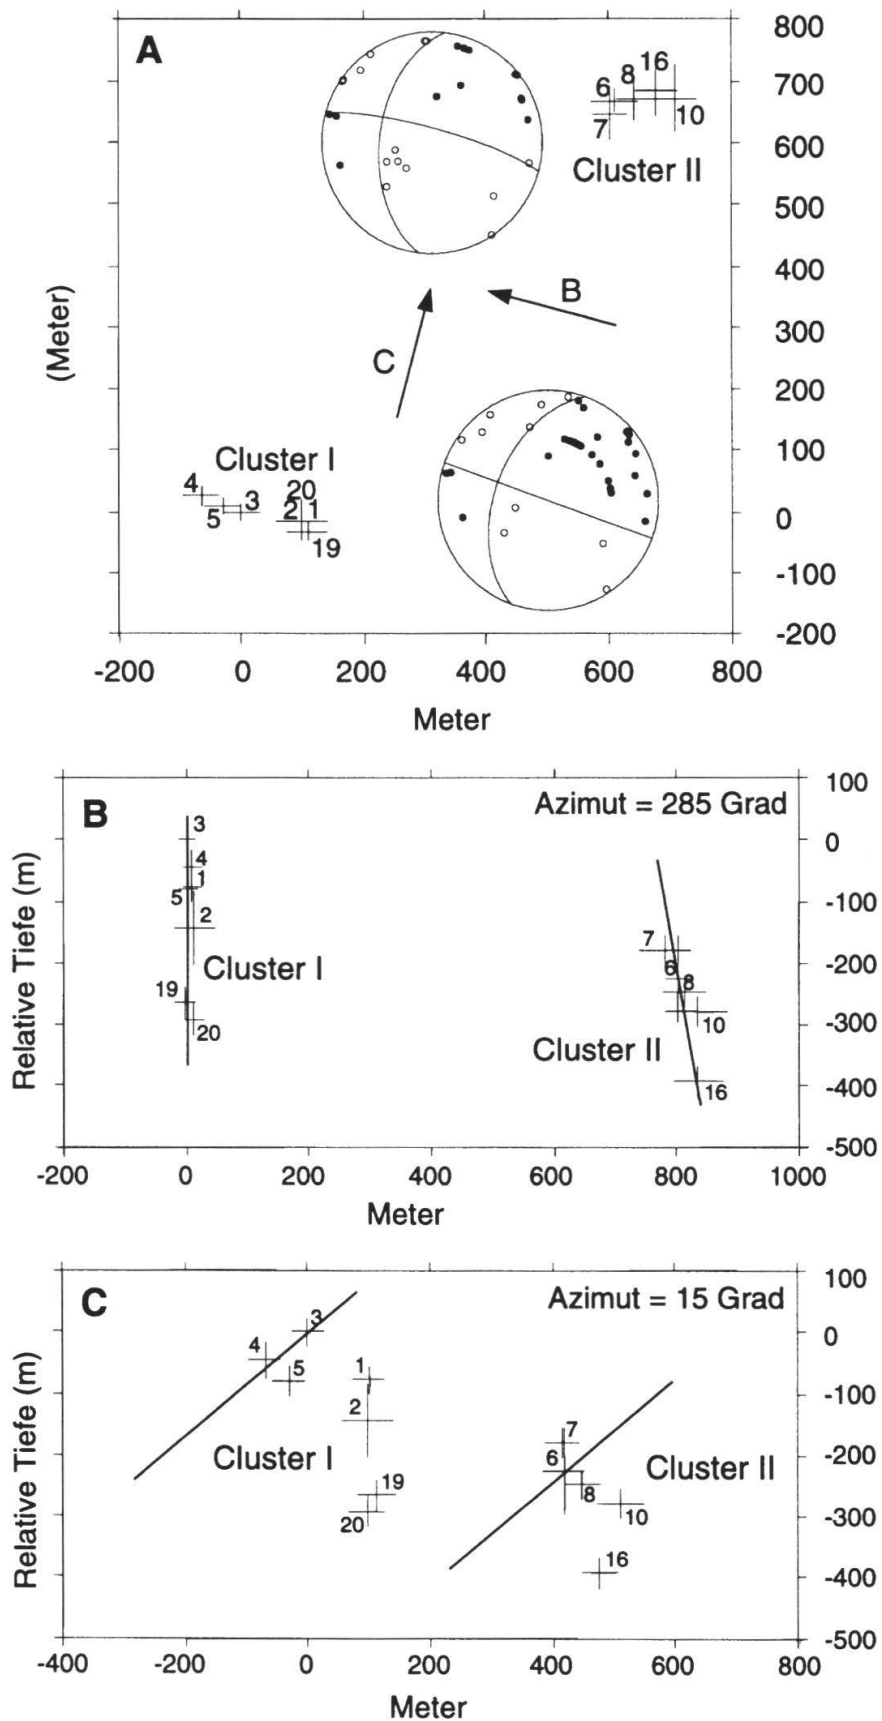 A
800
700
600
500
400
300
200
100
0
-100
-200
(Meter)
16
8
6
10
7
Cluster II
B
C
Cluster I
4
20
3
2 1
5
19
-200 0 200 400 600 800
Meter
B
Azimut = 285 Grad
100
0
-100
-200
-300
-400
-500
Relative Tiefe (m)
3
4
1
5
2
Cluster I
19
20
7
6
8
10
Cluster II
16
-200 0 200 400 600 800 1000
Meter
C
Azimut = 15 Grad
100
0
-100
-200
-300
-400
-500
Relative Tiefe (m)
3
4
5
1
2
Cluster I
19
20
7
6
8
Cluster II
10
16
-400 -200 0 200 400 600 800
Meter